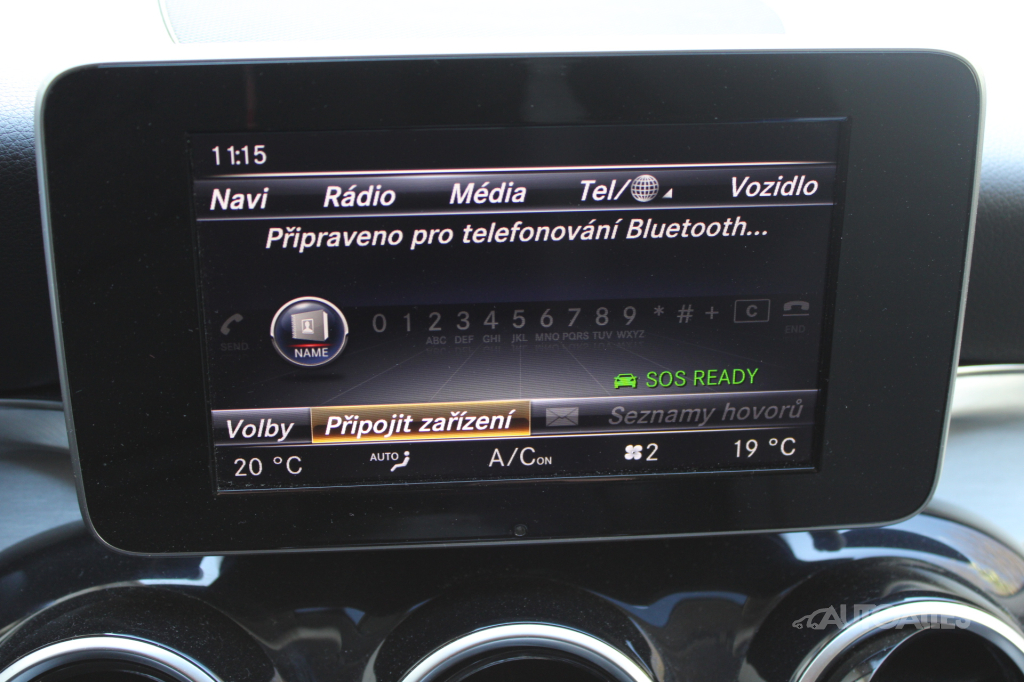 11:15
Navi Rádio Média Tel/ Vozidlo
Připraveno pro telefonování Bluetooth...
SEND NAME 0 1 2 3 4 5 6 7 8 9 * # + C END
ABC DEF GHI JKL MNO PQRS TUV WXYZ
SOS READY
Volby Připojit zařízení Seznamy hovorů
20 °C AUTO A/C ON 2 19 °C